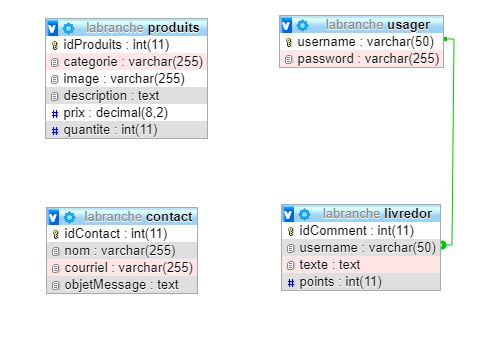 labranche produits
idProduits : int(11)
categorie : varchar(255)
image : varchar(255)
description : text
prix : decimal(8,2)
quantite : int(11)
labranche usager
username : varchar(50)
password : varchar(255)
labranche contact
idContact : int(11)
nom : varchar(255)
courriel : varchar(255)
objetMessage : text
labranche livredor
idComment : int(11)
username : varchar(50)
texte : text
points : int(11)